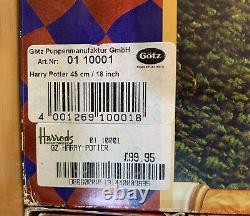 Götz Puppenmanufaktur GmbH
Art.Nr: 01 10001
Götz
Harry Potter 45 cm / 18 inch
4 001269 100018
Harrods 01 10001
GZ HARRY POTTER
£99.95